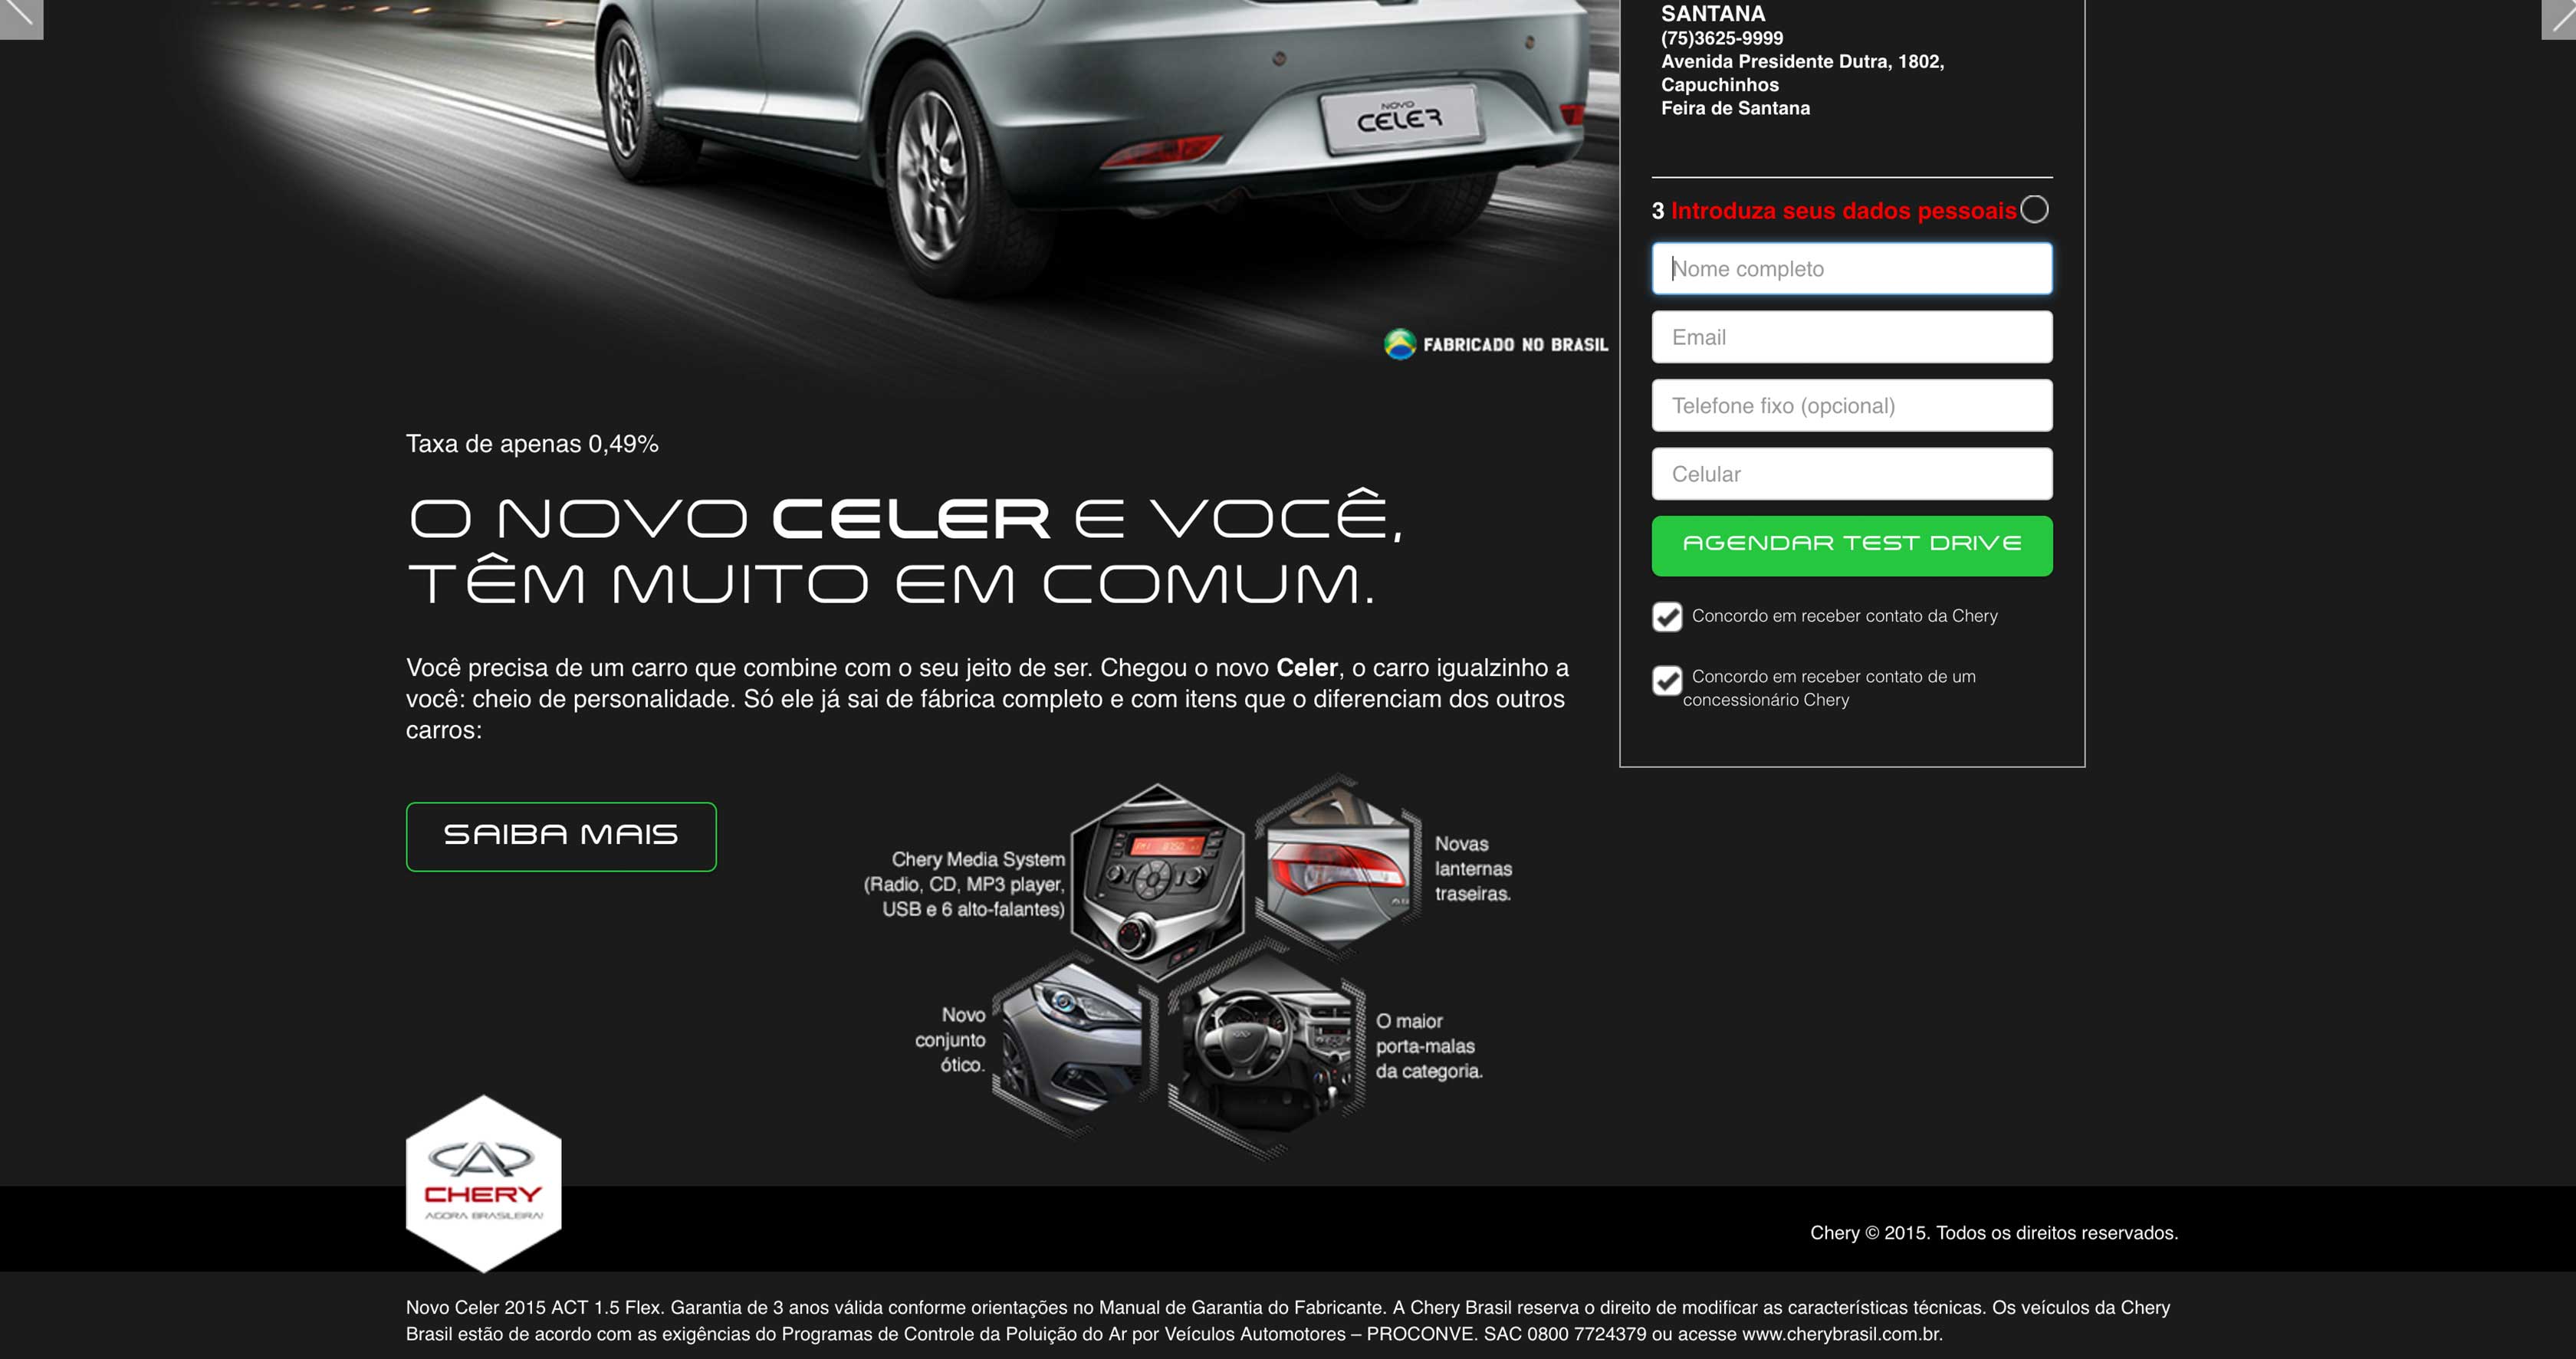 NOVO
CELER
FABRICADO NO BRASIL
Taxa de apenas 0,49%
O NOVO CELER E VOCÊ,
TÊM MUITO EM COMUM.
Você precisa de um carro que combine com o seu jeito de ser. Chegou o novo Celer, o carro igualzinho a
você: cheio de personalidade. Só ele já sai de fábrica completo e com itens que o diferenciam dos outros
carros:
SAIBA MAIS
Chery Media System
(Radio, CD, MP3 player,
USB e 6 alto-falantes)
Novas
lanternas
traseiras.
Novo
conjunto
ótico.
O maior
porta-malas
da categoria.
SANTANA
(75)3625-9999
Avenida Presidente Dutra, 1802,
Capuchinhos
Feira de Santana
3 Introduza seus dados pessoais
Nome completo
Email
Telefone fixo (opcional)
Celular
AGENDAR TEST DRIVE
Concordo em receber contato da Chery
Concordo em receber contato de um
concessionário Chery
CHERY
AGORA BRASILEIRA!
Chery © 2015. Todos os direitos reservados.
Novo Celer 2015 ACT 1.5 Flex. Garantia de 3 anos válida conforme orientações no Manual de Garantia do Fabricante. A Chery Brasil reserva o direito de modificar as características técnicas. Os veículos da Chery
Brasil estão de acordo com as exigências do Programas de Controle da Poluição do Ar por Veículos Automotores – PROCONVE. SAC 0800 7724379 ou acesse www.cherybrasil.com.br.